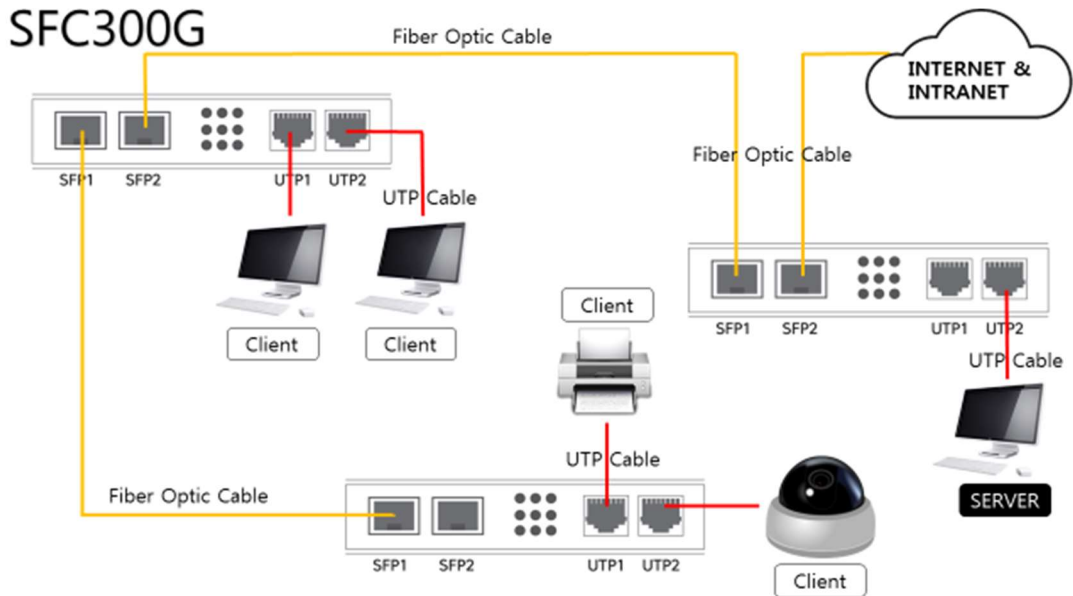 SFC300G
Fiber Optic Cable
INTERNET &
INTRANET
SFP1 SFP2 UTP1 UTP2
Fiber Optic Cable
UTP Cable
Client Client
Client
SFP1 SFP2 UTP1 UTP2
UTP Cable
UTP Cable
Fiber Optic Cable
SERVER
SFP1 SFP2 UTP1 UTP2
Client